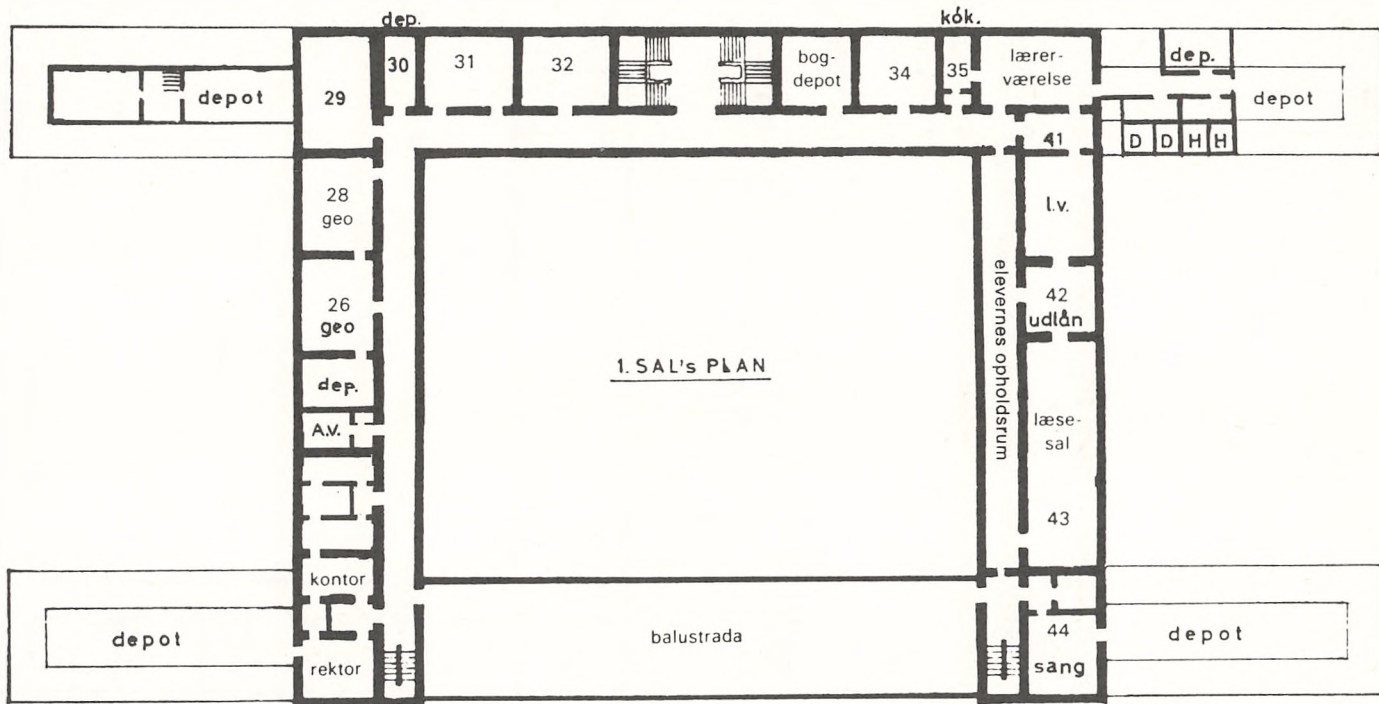 dep.
køk.
30
31
32
bog-
depot
34
35
lærer-
værelse
dep.
depot
29
depot
41
D D H H
28
geo
l.v.
26
geo
elevernes opholdsrum
42
udlån
dep.
1. SAL's PLAN
A.V.
læse-
sal
43
kontor
depot
balustrada
44
depot
rektor
sang